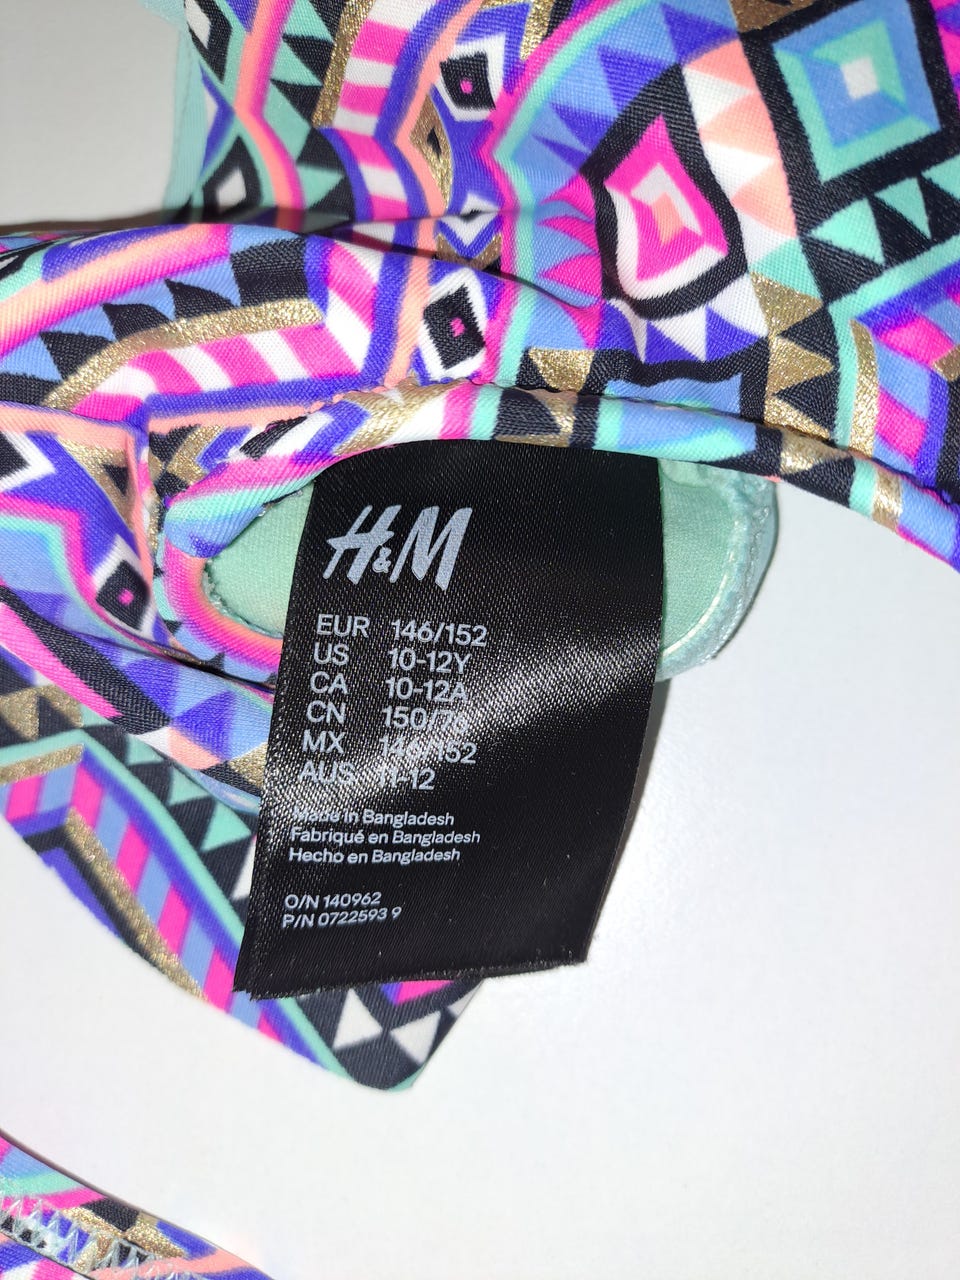 H&M
EUR 146/152
US 10-12Y
CA 10-12A
CN 150/76
MX 146/152
AUS 11-12
Made in Bangladesh
Fabriqué en Bangladesh
Hecho en Bangladesh
O/N 140962
P/N 0722593 9